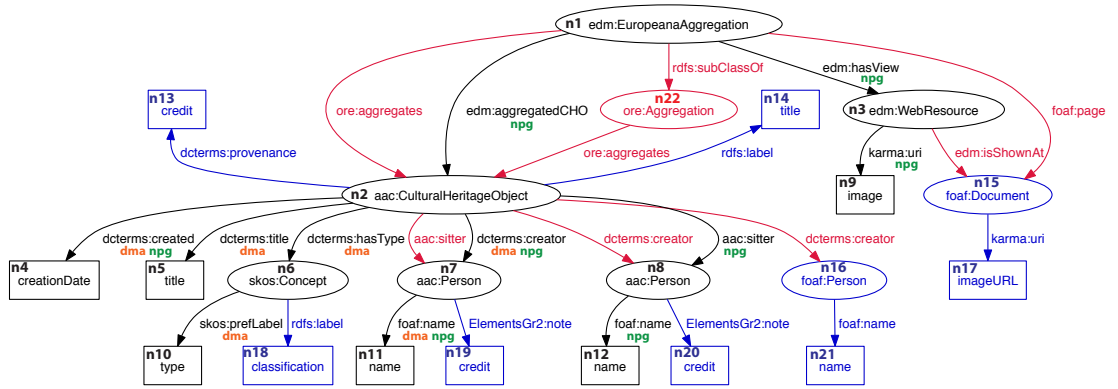 n1 edm:EuropeanaAggregation
rdfs:subClassOf
edm:hasView
npg
n13
credit
ore:aggregates
edm:aggregatedCHO
npg
n22
ore:Aggregation
n14
title
n3 edm:WebResource
foaf:page
dcterms:provenance
ore:aggregates
rdfs:label
karma:uri
npg
edm:isShownAt
n2 aac:CulturalHeritageObject
n9
image
n15
foaf:Document
dcterms:created
dma npg
dcterms:title
dma
dcterms:hasType
dma
aac:sitter
dcterms:creator
dma npg
dcterms:creator
aac:sitter
npg
dcterms:creator
karma:uri
n4
creationDate
n5
title
n6
skos:Concept
n7
aac:Person
n8
aac:Person
n16
foaf:Person
n17
imageURL
skos:prefLabel
dma
rdfs:label
foaf:name
dma npg
ElementsGr2:note
foaf:name
npg
ElementsGr2:note
foaf:name
n10
type
n18
classification
n11
name
n19
credit
n12
name
n20
credit
n21
name